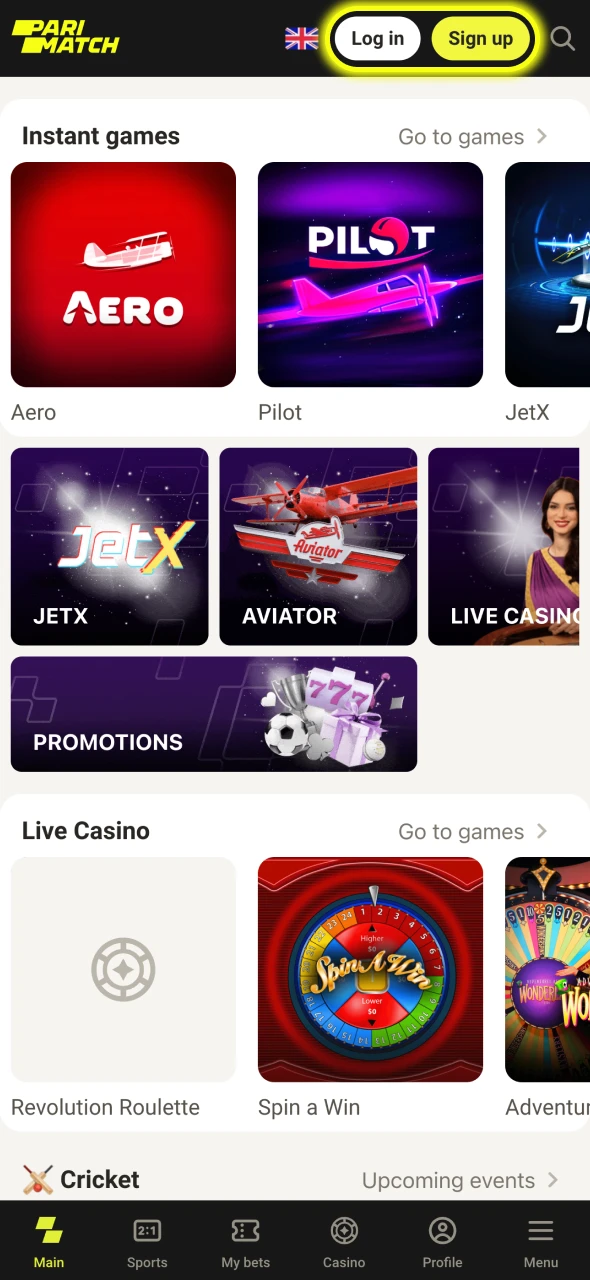 PARI
MATCH
Log in
Sign up
Instant games
Go to games
AERO
PILOT
Aero
Pilot
JetX
JetX
Aviator
JETX
AVIATOR
LIVE CASINO
777
PROMOTIONS
Live Casino
Go to games
Higher
$0
Spin A Win
Lower
$0
Revolution Roulette
Spin a Win
Cricket
Upcoming events
2:1
Main
Sports
My bets
Casino
Profile
Menu